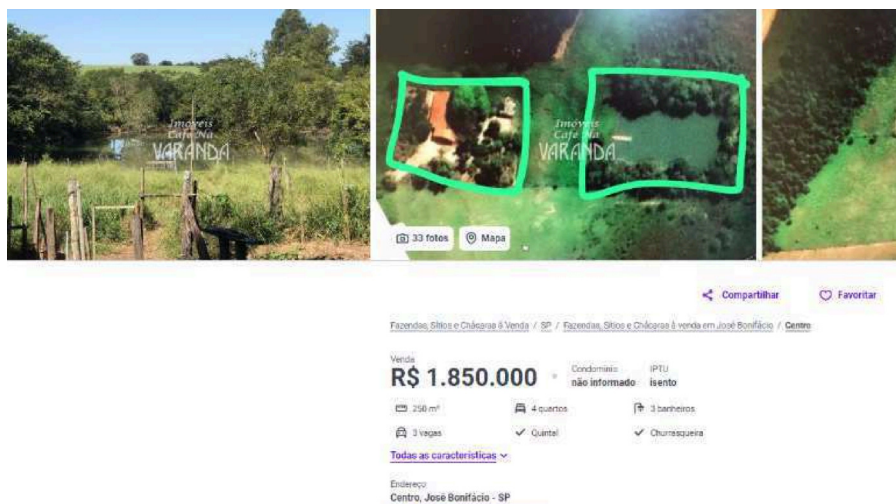 Imóveis
Café Na
VARANDA
Imóveis
Café Na
VARANDA
33 fotos
Mapa
Compartilhar
Favoritar
Fazendas, Sítios e Chácaras à Venda / SP / Fazendas, Sítios e Chácaras à venda em José Bonifácio / Centro
Venda
R$ 1.850.000
Condomínio
não informado
IPTU
isento
250 m²
4 quartos
3 banheiros
3 vagas
Quintal
Churrasqueira
Todas as características
Endereço
Centro, José Bonifácio - SP